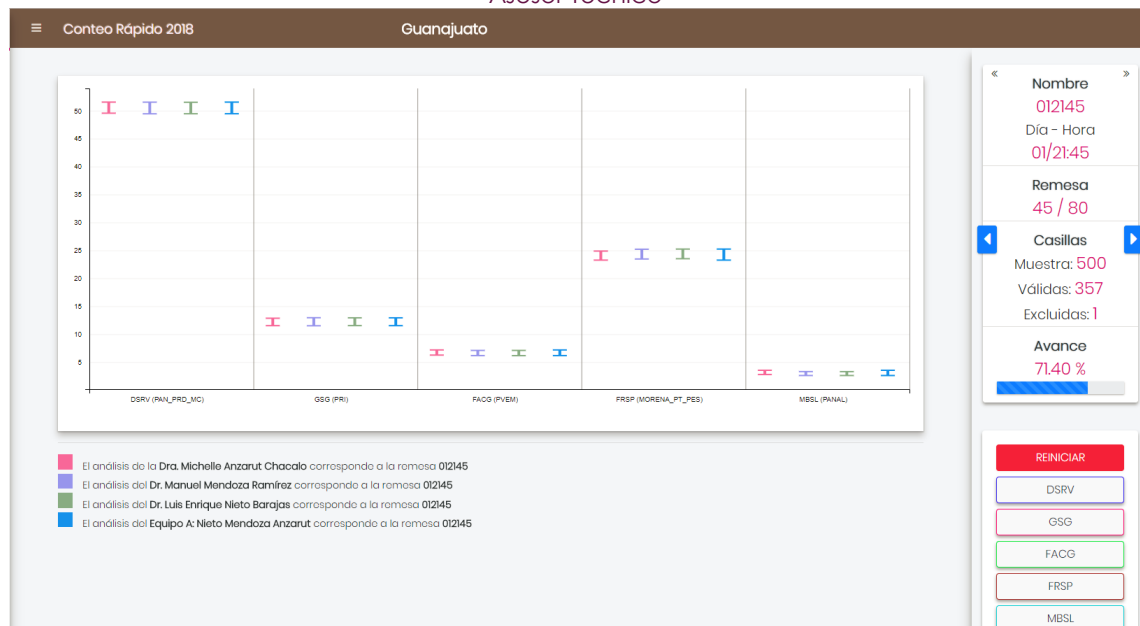 Asesor Técnico
≡ Conteo Rápido 2018 Guanajuato
50
45
40
35
30
25
20
15
10
5
DSRV (PAN_PRD_MC) GSG (PRI) FACG (PVEM) FRSP (MORENA_PT_PES) MBSL (PANAL)
El análisis de la Dra. Michelle Anzarut Chacalo corresponde a la remesa 012145
El análisis del Dr. Manuel Mendoza Ramírez corresponde a la remesa 012145
El análisis del Dr. Luis Enrique Nieto Barajas corresponde a la remesa 012145
El análisis del Equipo A: Nieto Mendoza Anzarut corresponde a la remesa 012145
« »
Nombre
012145
Día - Hora
01/21:45
Remesa
45 / 80
Casillas
Muestra: 500
Válidas: 357
Excluidas: 1
Avance
71.40 %
REINICIAR
DSRV
GSG
FACG
FRSP
MBSL